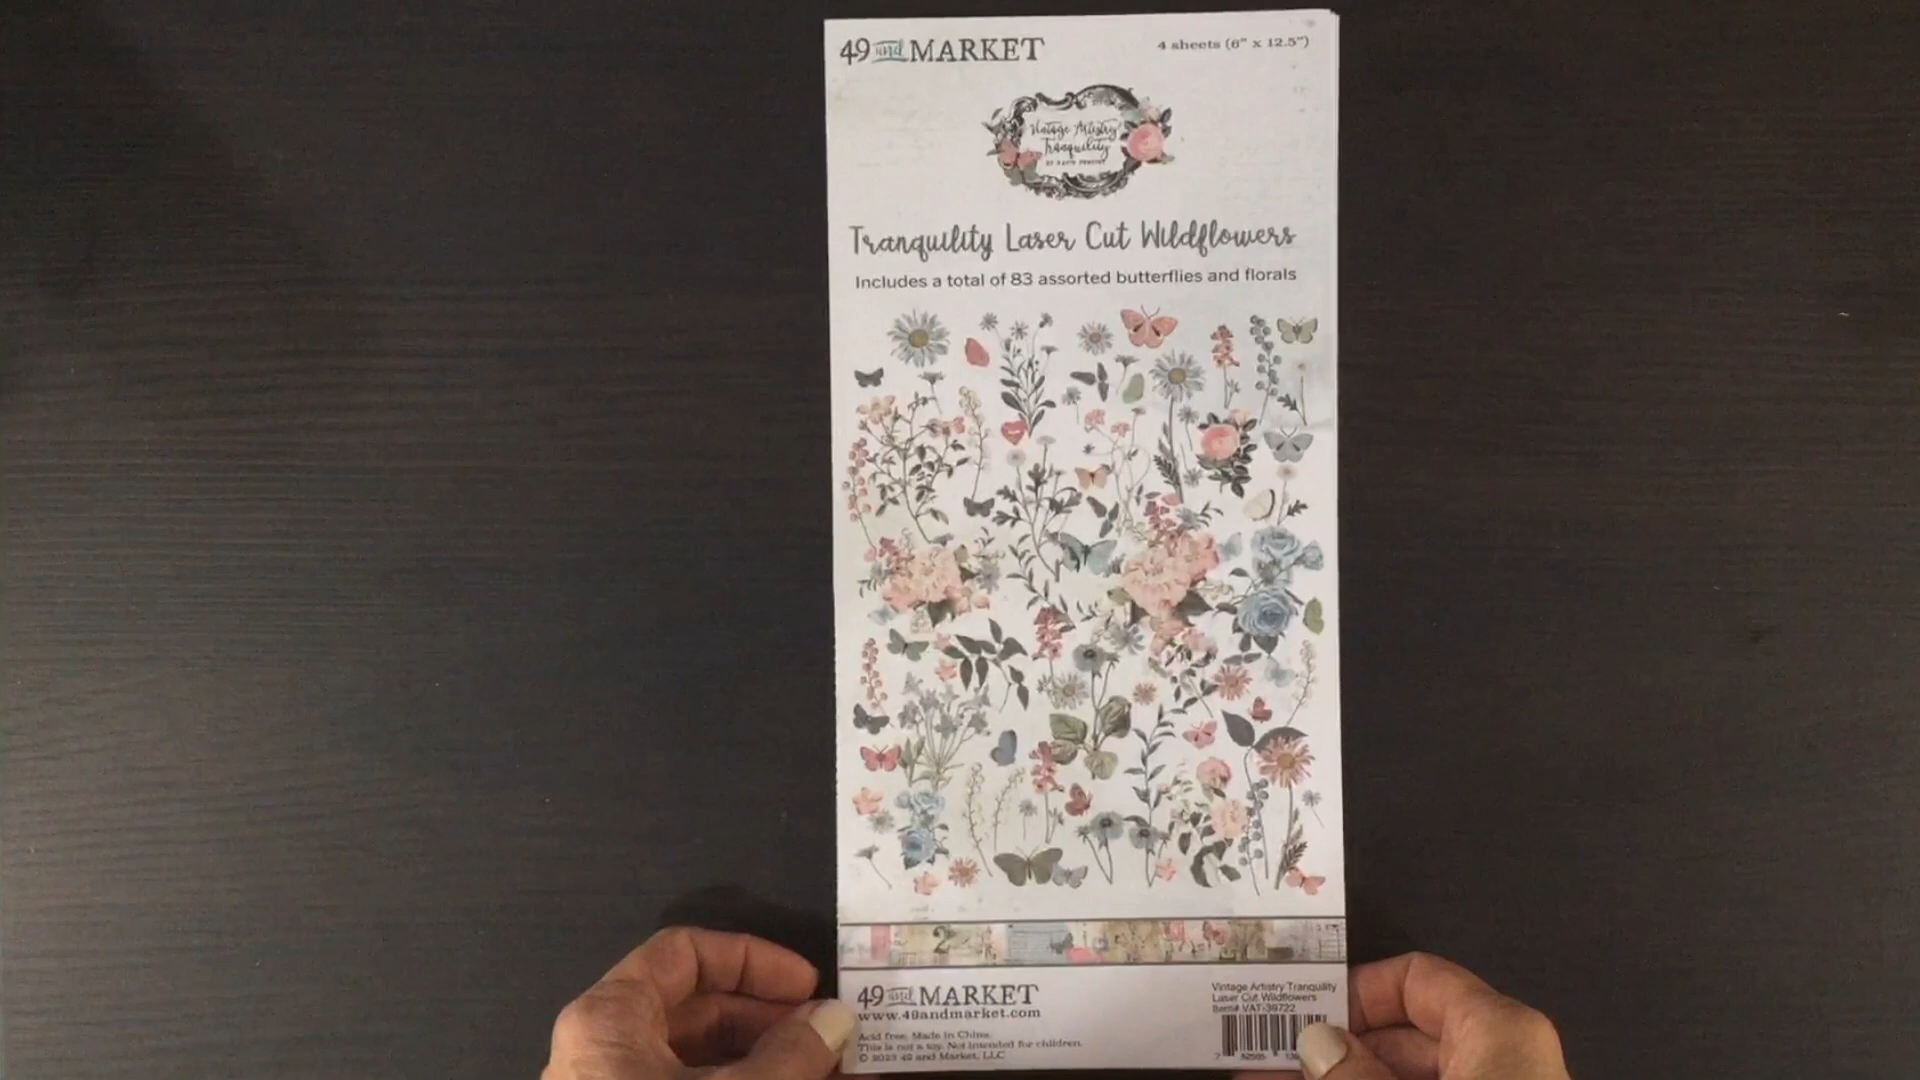 49 and MARKET
4 sheets (6" x 12.5")
Vintage Artistry
Tranquility
Tranquility Laser Cut Wildflowers
Includes a total of 83 assorted butterflies and florals
2
49 and MARKET
www.49andmarket.com
Acid free. Made in China.
This is not a toy. Not intended for children.
© 2023 49 and Market, LLC
Vintage Artistry Tranquility
Laser Cut Wildflowers
Item# VAT-39722
7